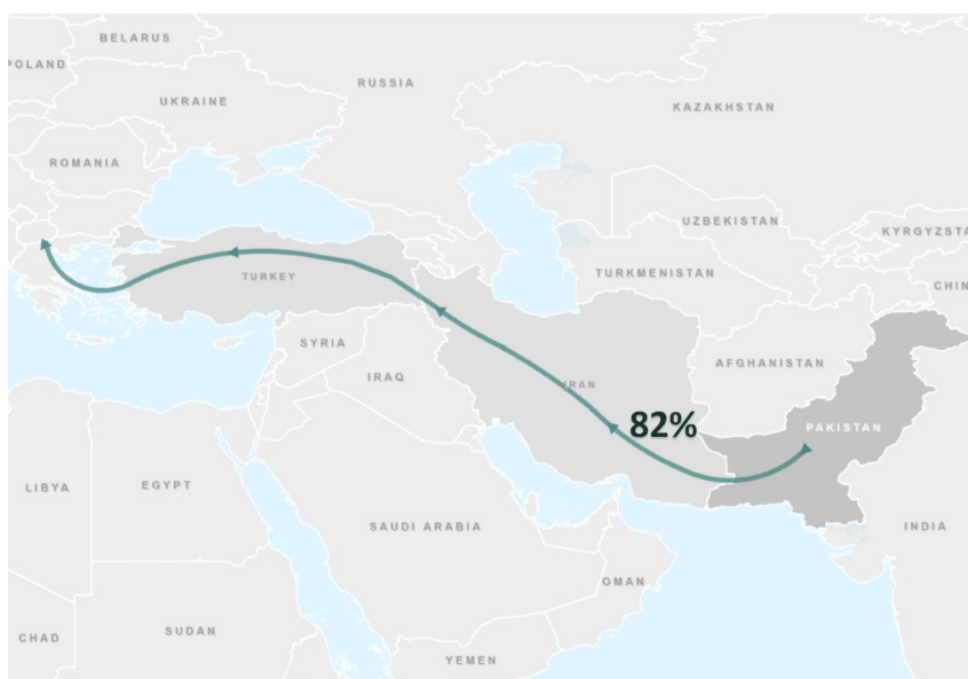 BELARUS
POLAND
RUSSIA
UKRAINE
KAZAKHSTAN
ROMANIA
UZBEKISTAN
KYRGYZSTA
TURKEY
TURKMENISTAN
CHIN
SYRIA
AFGHANISTAN
IRAQ
IRAN
82%
PAKISTAN
LIBYA
EGYPT
SAUDI ARABIA
INDIA
OMAN
CHAD
SUDAN
YEMEN